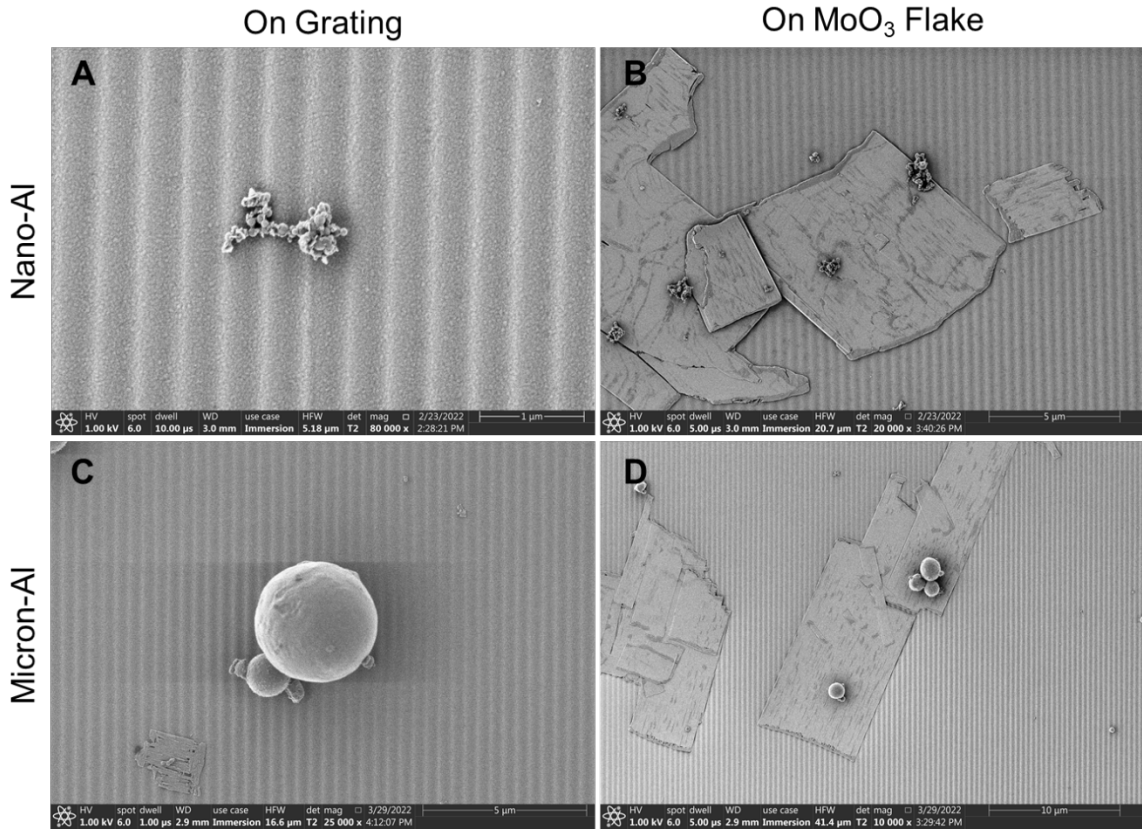 On Grating
On MoO₃ Flake
Nano-Al
Micron-Al
A
HV spot dwell WD use case HFW det mag □ 2/23/2022 1 µm
1.00 kV 6.0 10.00 µs 3.0 mm Immersion 5.18 µm T2 80 000 x 2:28:21 PM
B
HV spot dwell WD use case HFW det mag □ 2/23/2022 5 µm
1.00 kV 6.0 5.00 µs 3.0 mm Immersion 20.7 µm T2 20 000 x 3:40:26 PM
C
HV spot dwell WD use case HFW det mag □ 3/29/2022 5 µm
1.00 kV 6.0 1.00 µs 2.9 mm Immersion 16.6 µm T2 25 000 x 4:12:07 PM
D
HV spot dwell WD use case HFW det mag □ 3/29/2022 10 µm
1.00 kV 6.0 5.00 µs 2.9 mm Immersion 41.4 µm T2 10 000 x 3:29:42 PM